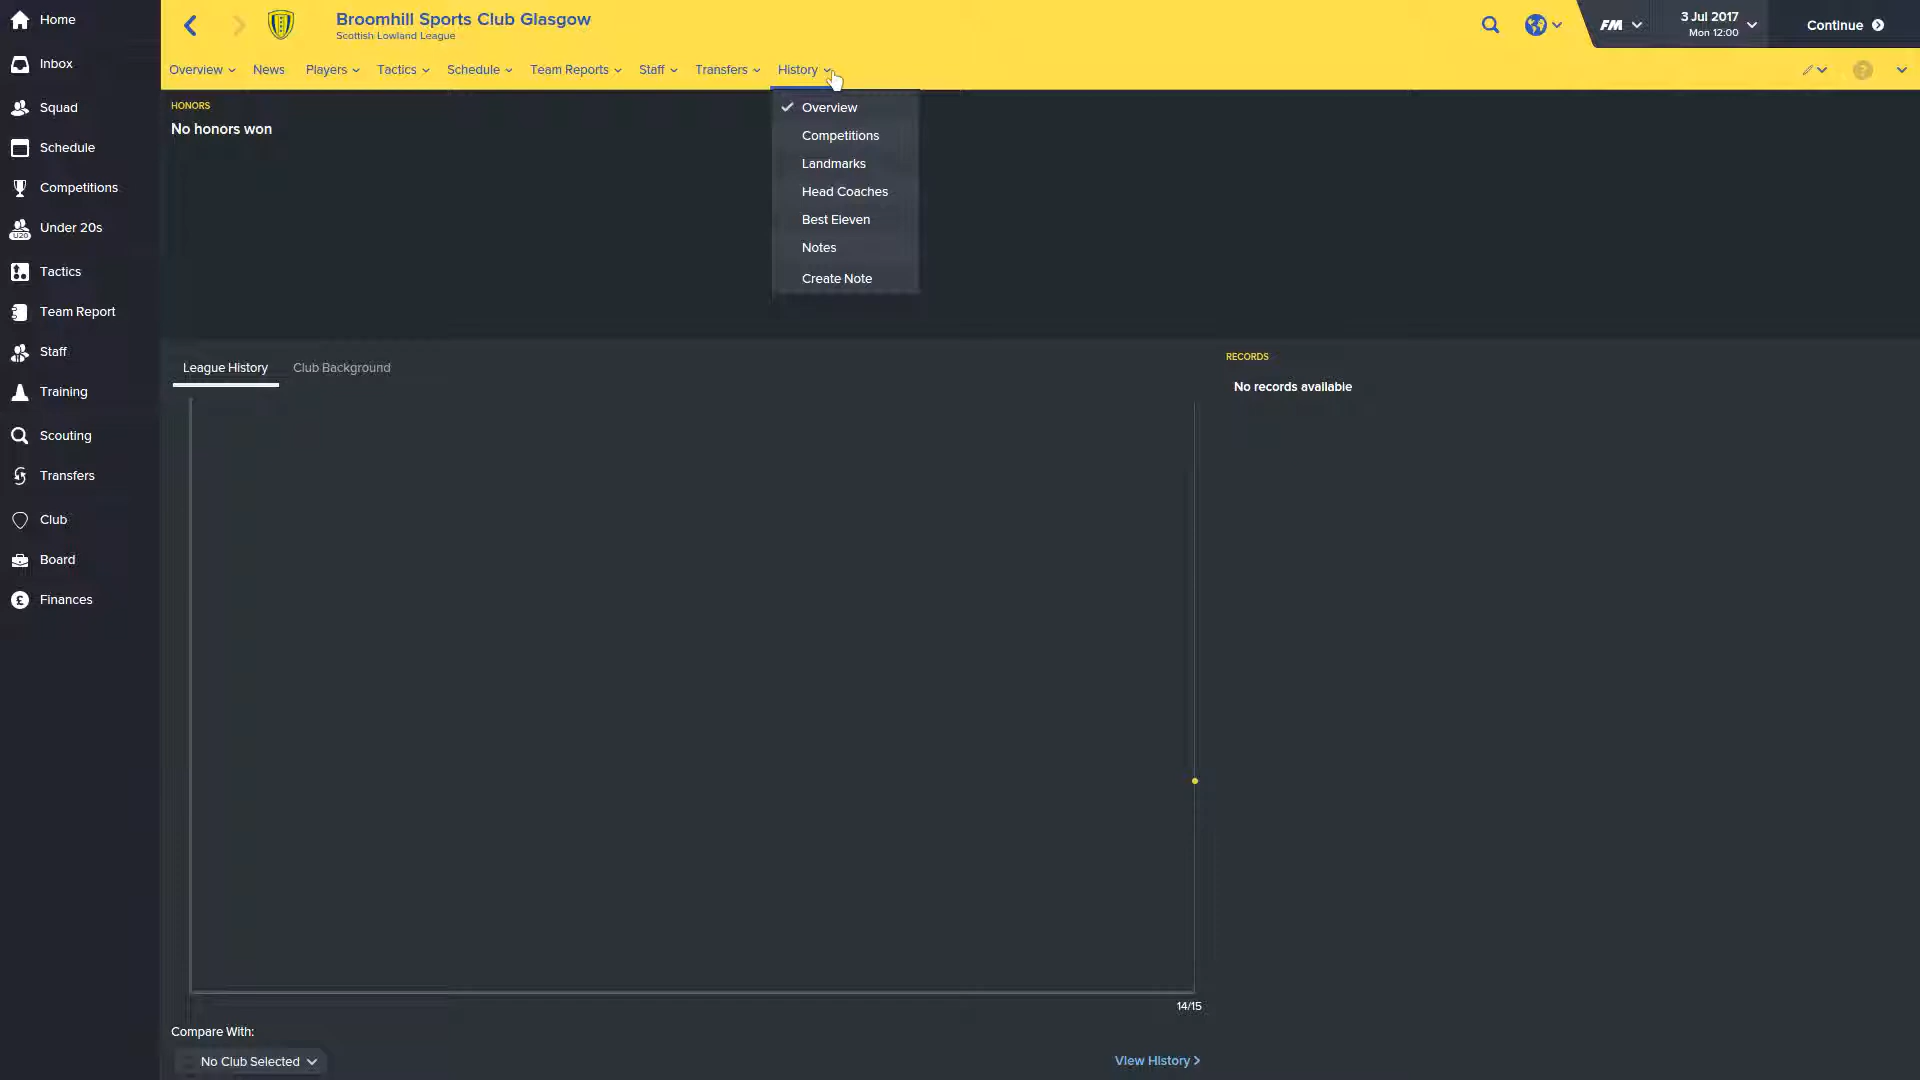 Home
Inbox
Squad
Schedule
Competitions
Under 20s
Tactics
Team Report
Staff
Training
Scouting
Transfers
Club
Board
Finances
Broomhill Sports Club Glasgow
Scottish Lowland League
FM
3 Jul 2017
Mon 12:00
Continue
Overview News Players Tactics Schedule Team Reports Staff Transfers History
Overview
Competitions
Landmarks
Head Coaches
Best Eleven
Notes
Create Note
HONORS
No honors won
League History Club Background
RECORDS
No records available
14/15
Compare With:
No Club Selected
View History